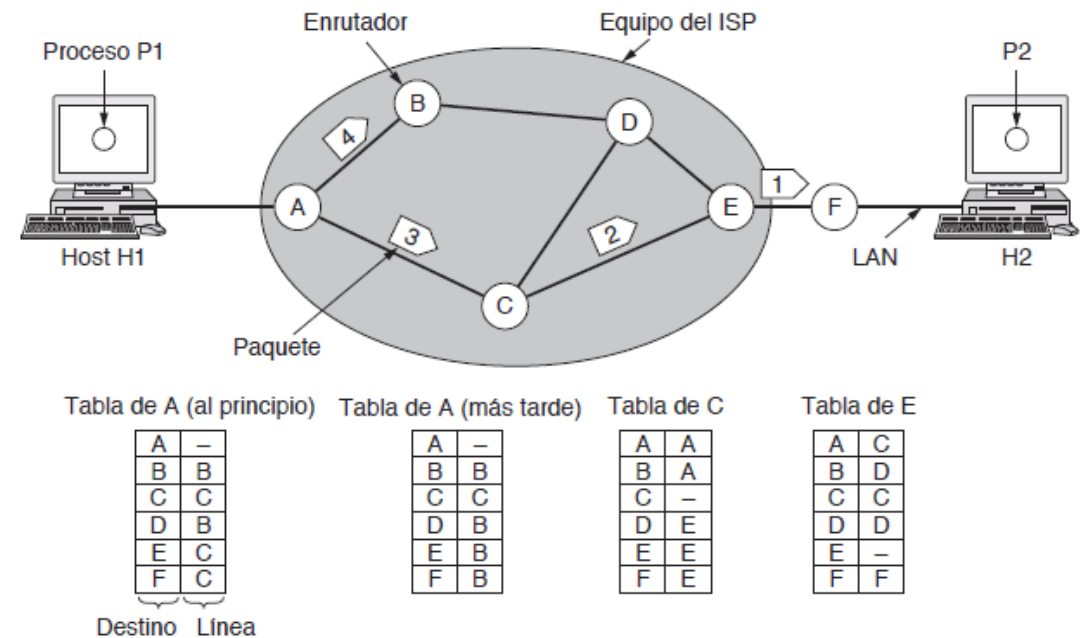 Enrutador
Equipo del ISP
Proceso P1
P2
B
D
4
1
A
E
F
3
2
Host H1
LAN
H2
C
Paquete
Tabla de A (al principio)
Tabla de A (más tarde)
Tabla de C
Tabla de E
A –
B B
C C
D B
E C
F C
A –
B B
C C
D B
E B
F B
A A
B A
C –
D E
E E
F E
A C
B D
C C
D D
E –
F F
Destino Línea